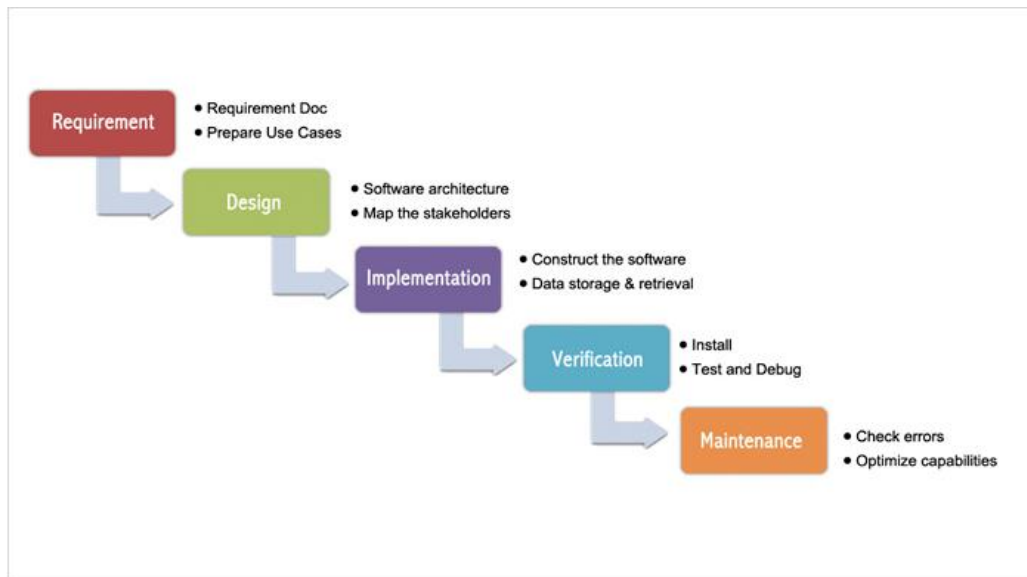 Requirement
• Requirement Doc
• Prepare Use Cases
Design
• Software architecture
• Map the stakeholders
Implementation
• Construct the software
• Data storage & retrieval
Verification
• Install
• Test and Debug
Maintenance
• Check errors
• Optimize capabilities